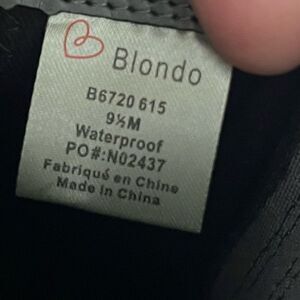 Blondo
B6720 615
9½M
Waterproof
PO#:N02437
Fabriqué en Chine
Made in China